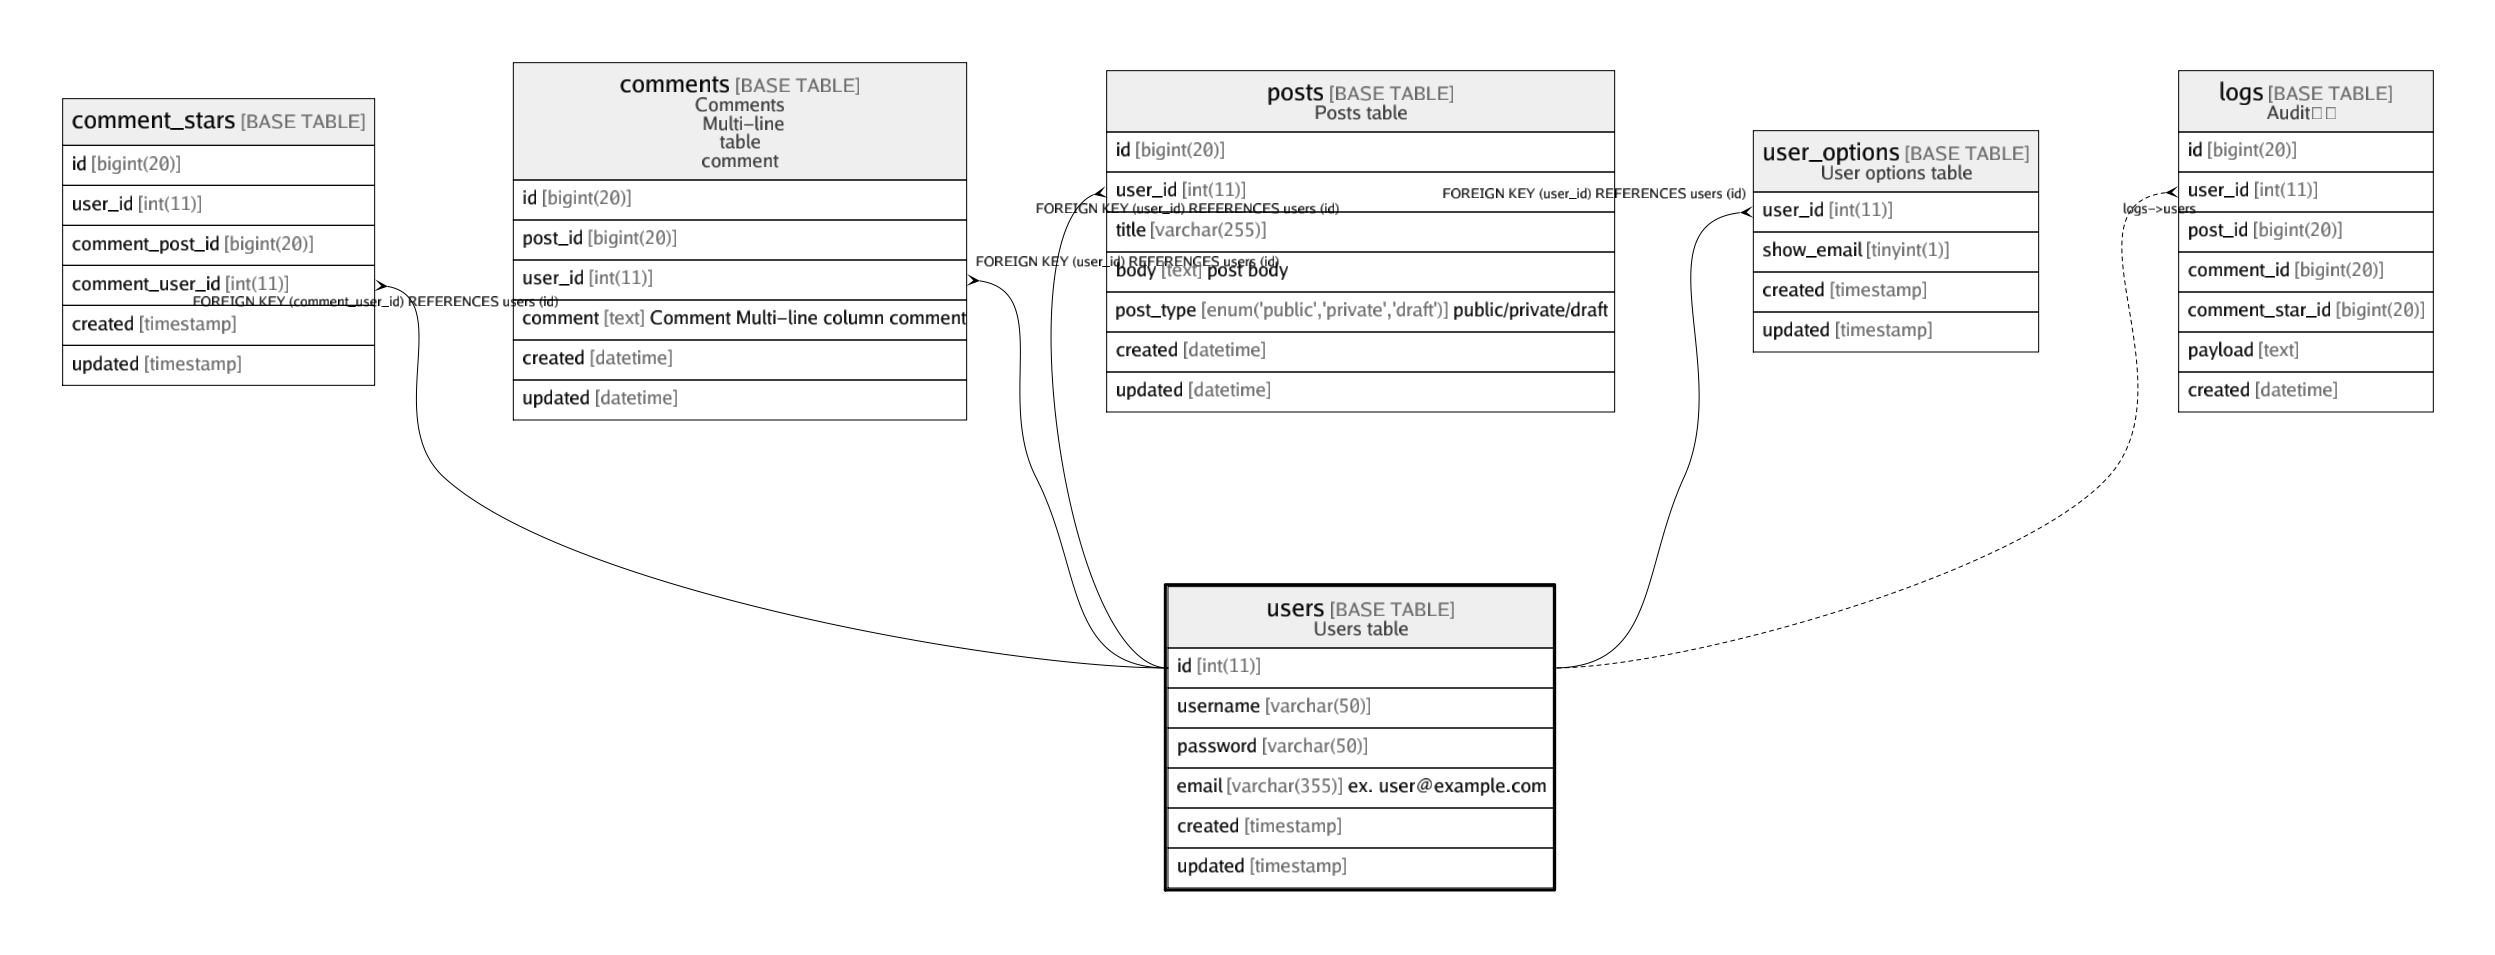 comment_stars [BASE TABLE]
id [bigint(20)]
user_id [int(11)]
comment_post_id [bigint(20)]
comment_user_id [int(11)]
created [timestamp]
updated [timestamp]
FOREIGN KEY (comment_user_id) REFERENCES users (id)
comments [BASE TABLE]
Comments
Multi-line
table
comment
id [bigint(20)]
post_id [bigint(20)]
user_id [int(11)]
comment [text] Comment Multi-line column comment
created [datetime]
updated [datetime]
FOREIGN KEY (user_id) REFERENCES users (id)
posts [BASE TABLE]
Posts table
id [bigint(20)]
user_id [int(11)]
title [varchar(255)]
body [text] post body
post_type [enum('public','private','draft')] public/private/draft
created [datetime]
updated [datetime]
FOREIGN KEY (user_id) REFERENCES users (id)
user_options [BASE TABLE]
User options table
user_id [int(11)]
show_email [tinyint(1)]
created [timestamp]
updated [timestamp]
FOREIGN KEY (user_id) REFERENCES users (id)
logs [BASE TABLE]
Audit
id [bigint(20)]
user_id [int(11)]
post_id [bigint(20)]
comment_id [bigint(20)]
comment_star_id [bigint(20)]
payload [text]
created [datetime]
logs->users
users [BASE TABLE]
Users table
id [int(11)]
username [varchar(50)]
password [varchar(50)]
email [varchar(355)] ex. user@example.com
created [timestamp]
updated [timestamp]